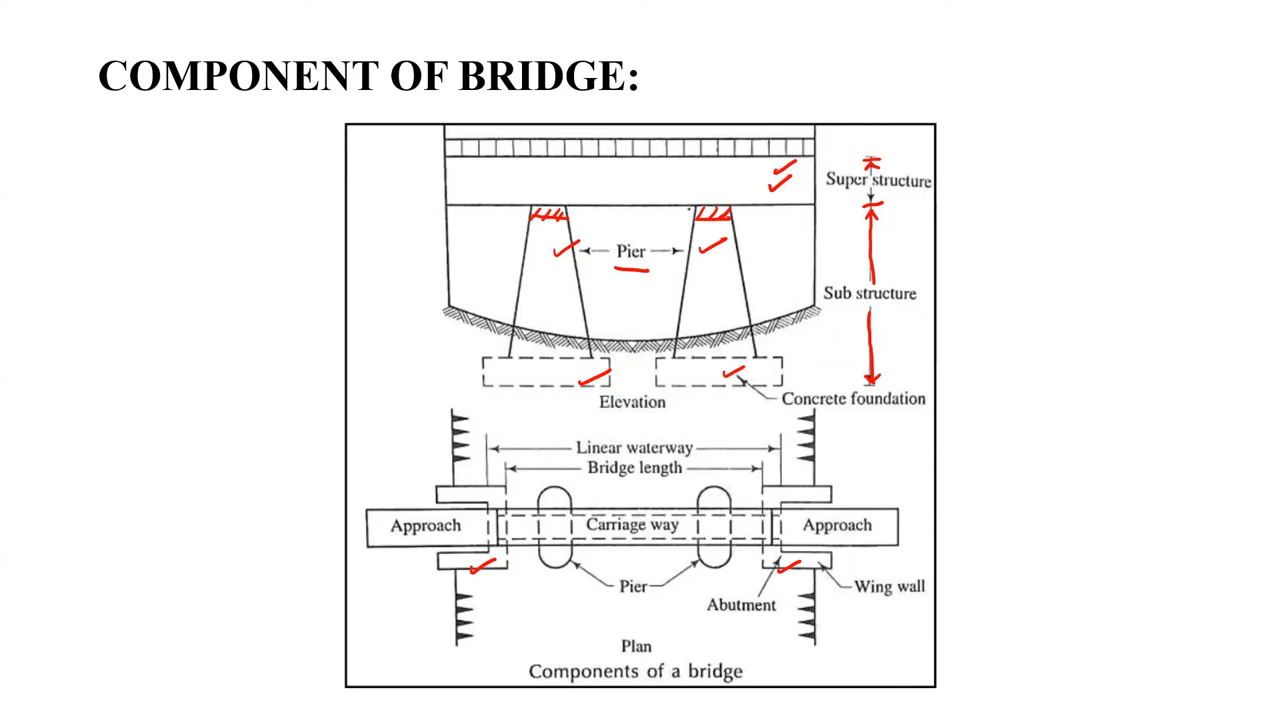 COMPONENT OF BRIDGE:
Super structure
Pier
Sub structure
Concrete foundation
Elevation
Linear waterway
Bridge length
Approach
Carriage way
Approach
Pier
Wing wall
Abutment
Plan
Components of a bridge